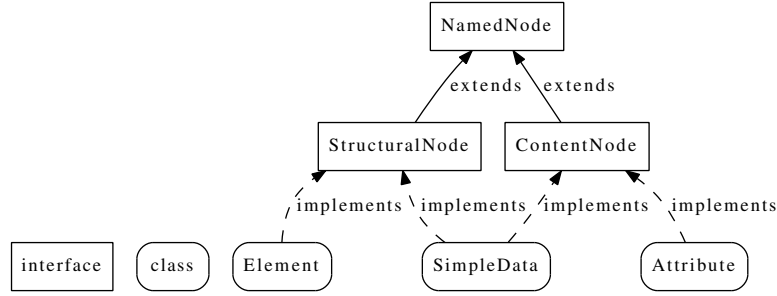 NamedNode
extends extends
StructuralNode ContentNode
implements implements implements implements
interface class Element SimpleData Attribute